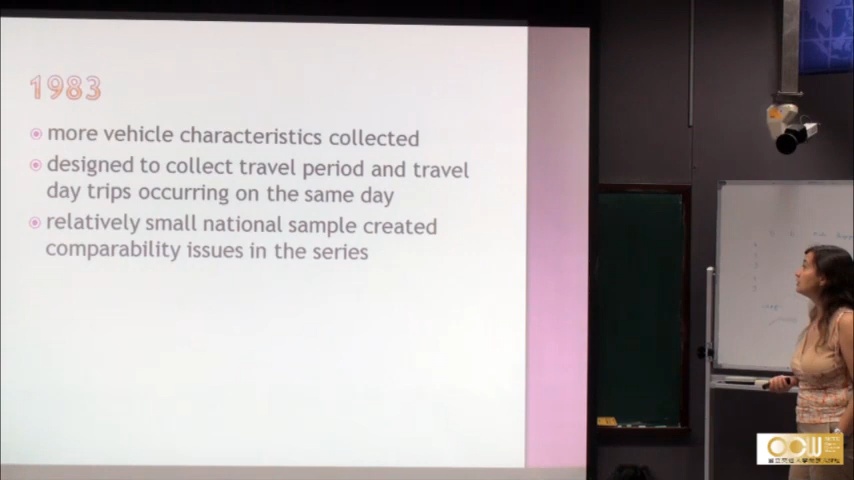 1983
more vehicle characteristics collected
designed to collect travel period and travel
day trips occurring on the same day
relatively small national sample created
comparability issues in the series
OCW